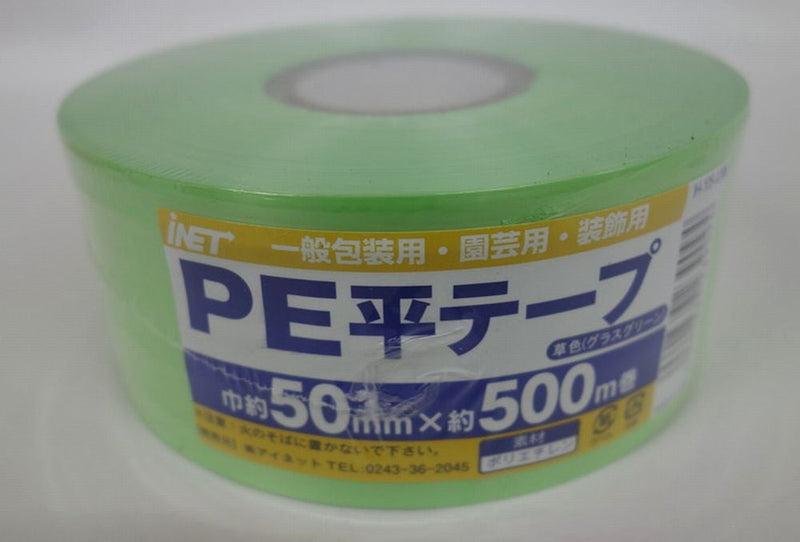 iNET
一般包装用・園芸用・装飾用
PE平テープ
草色(グラスグリーン)
巾約50mm×約500m巻
火のそばに置かないで下さい。
㈱アイネット TEL:0243-36-2045
素材
ポリエチレン